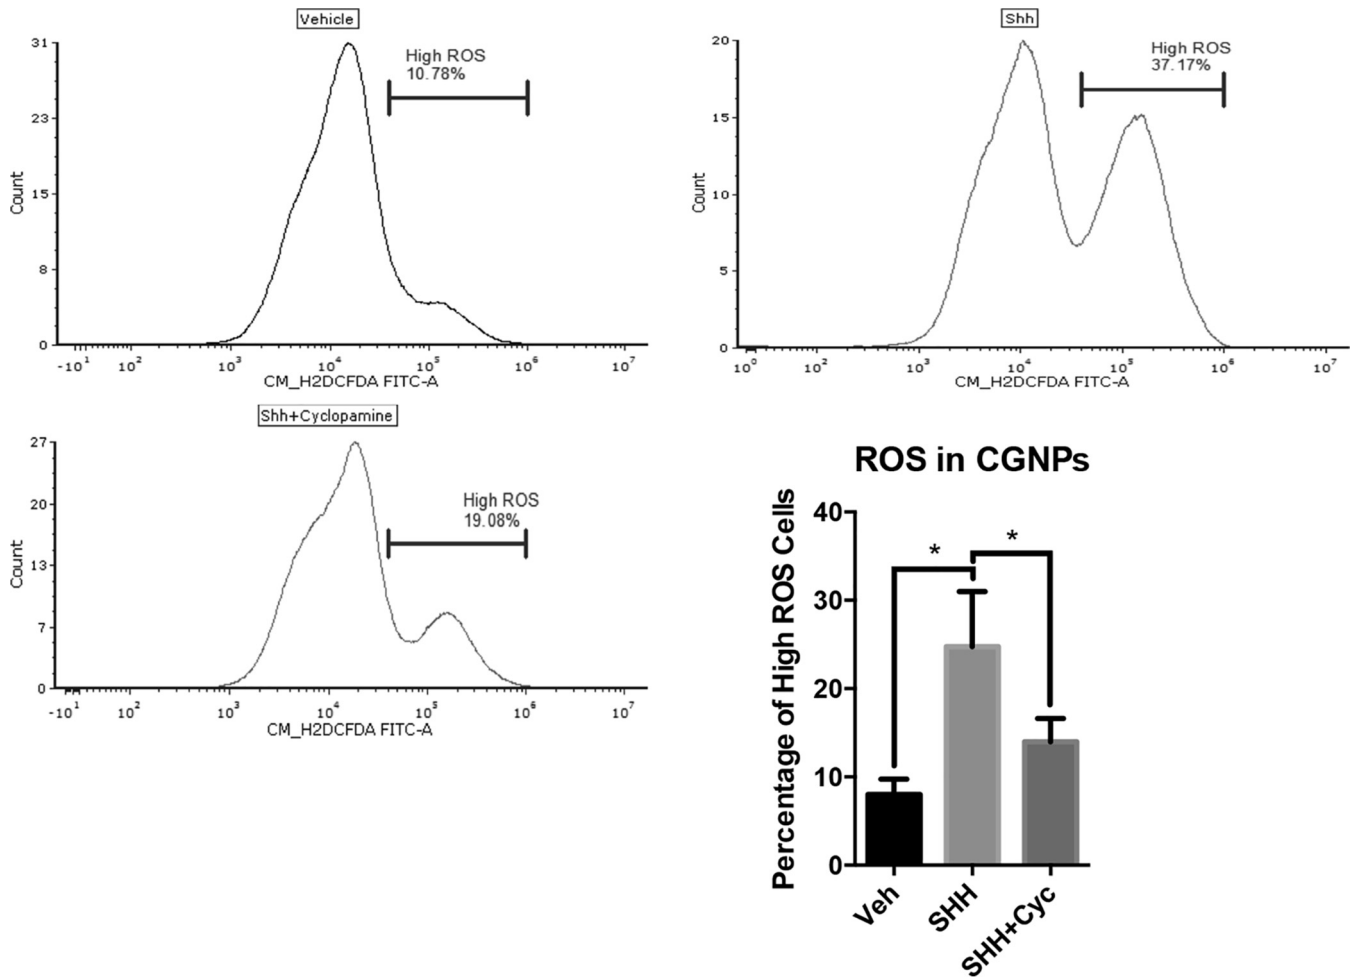 Vehicle
31
23
15
8
0
Count
High ROS
10.78%
-10¹ 10² 10³ 10⁴ 10⁵ 10⁶ 10⁷
CM_H2DCFDA FITC-A
Shh
20
15
10
5
0
Count
High ROS
37.17%
10⁰ 10² 10³ 10⁴ 10⁵ 10⁶ 10⁷
CM_H2DCFDA FITC-A
Shh+Cyclopamine
27
20
13
7
0
Count
High ROS
19.08%
-10¹ 10² 10³ 10⁴ 10⁵ 10⁶ 10⁷
CM_H2DCFDA FITC-A
ROS in CGNPs
Percentage of High ROS Cells
40
30
20
10
0
* *
Veh
SHH
SHH+Cyc